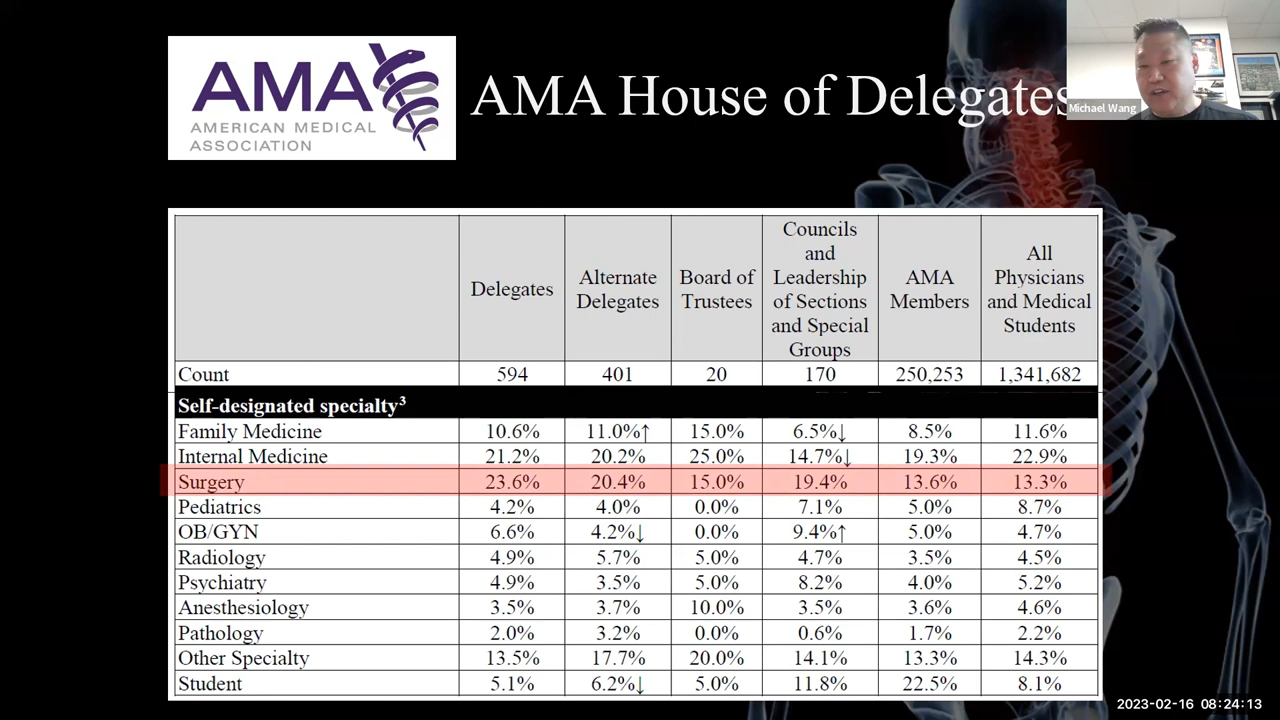 AMA
AMERICAN MEDICAL
ASSOCIATION
AMA House of Delegates
Michael Wang
Delegates
Alternate
Delegates
Board of
Trustees
Councils
and
Leadership
of Sections
and Special
Groups
AMA
Members
All
Physicians
and Medical
Students
Count 594 401 20 170 250,253 1,341,682
Self-designated specialty³
Family Medicine 10.6% 11.0%↑ 15.0% 6.5%↓ 8.5% 11.6%
Internal Medicine 21.2% 20.2% 25.0% 14.7%↓ 19.3% 22.9%
Surgery 23.6% 20.4% 15.0% 19.4% 13.6% 13.3%
Pediatrics 4.2% 4.0% 0.0% 7.1% 5.0% 8.7%
OB/GYN 6.6% 4.2%↓ 0.0% 9.4%↑ 5.0% 4.7%
Radiology 4.9% 5.7% 5.0% 4.7% 3.5% 4.5%
Psychiatry 4.9% 3.5% 5.0% 8.2% 4.0% 5.2%
Anesthesiology 3.5% 3.7% 10.0% 3.5% 3.6% 4.6%
Pathology 2.0% 3.2% 0.0% 0.6% 1.7% 2.2%
Other Specialty 13.5% 17.7% 20.0% 14.1% 13.3% 14.3%
Student 5.1% 6.2%↓ 5.0% 11.8% 22.5% 8.1%
2023-02-16 08:24:13